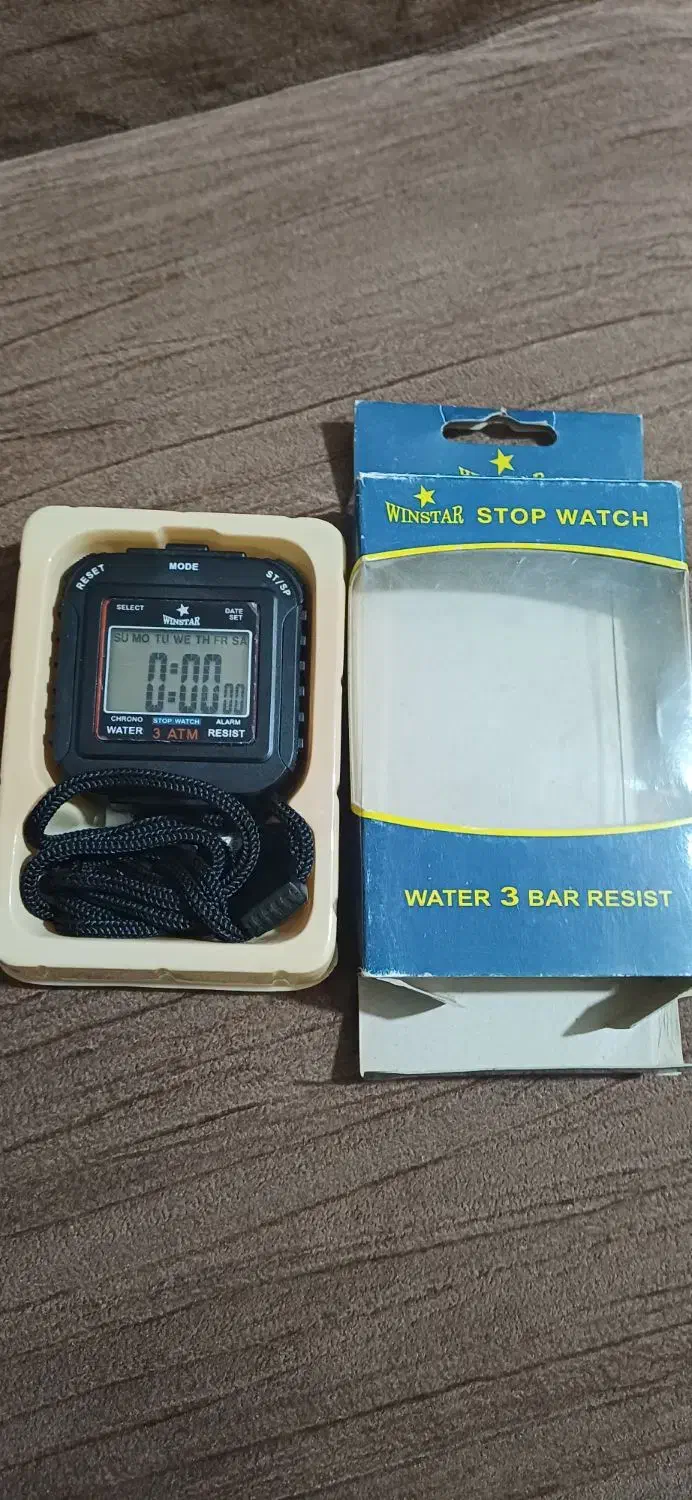 WINSTAR
WINSTAR STOP WATCH
RESET
MODE
ST/SP
SELECT
WINSTAR
DATE
SET
SU MO TU WE TH FR SA
0:00 00
CHRONO
STOP WATCH
ALARM
WATER
3 ATM
RESIST
WATER 3 BAR RESIST